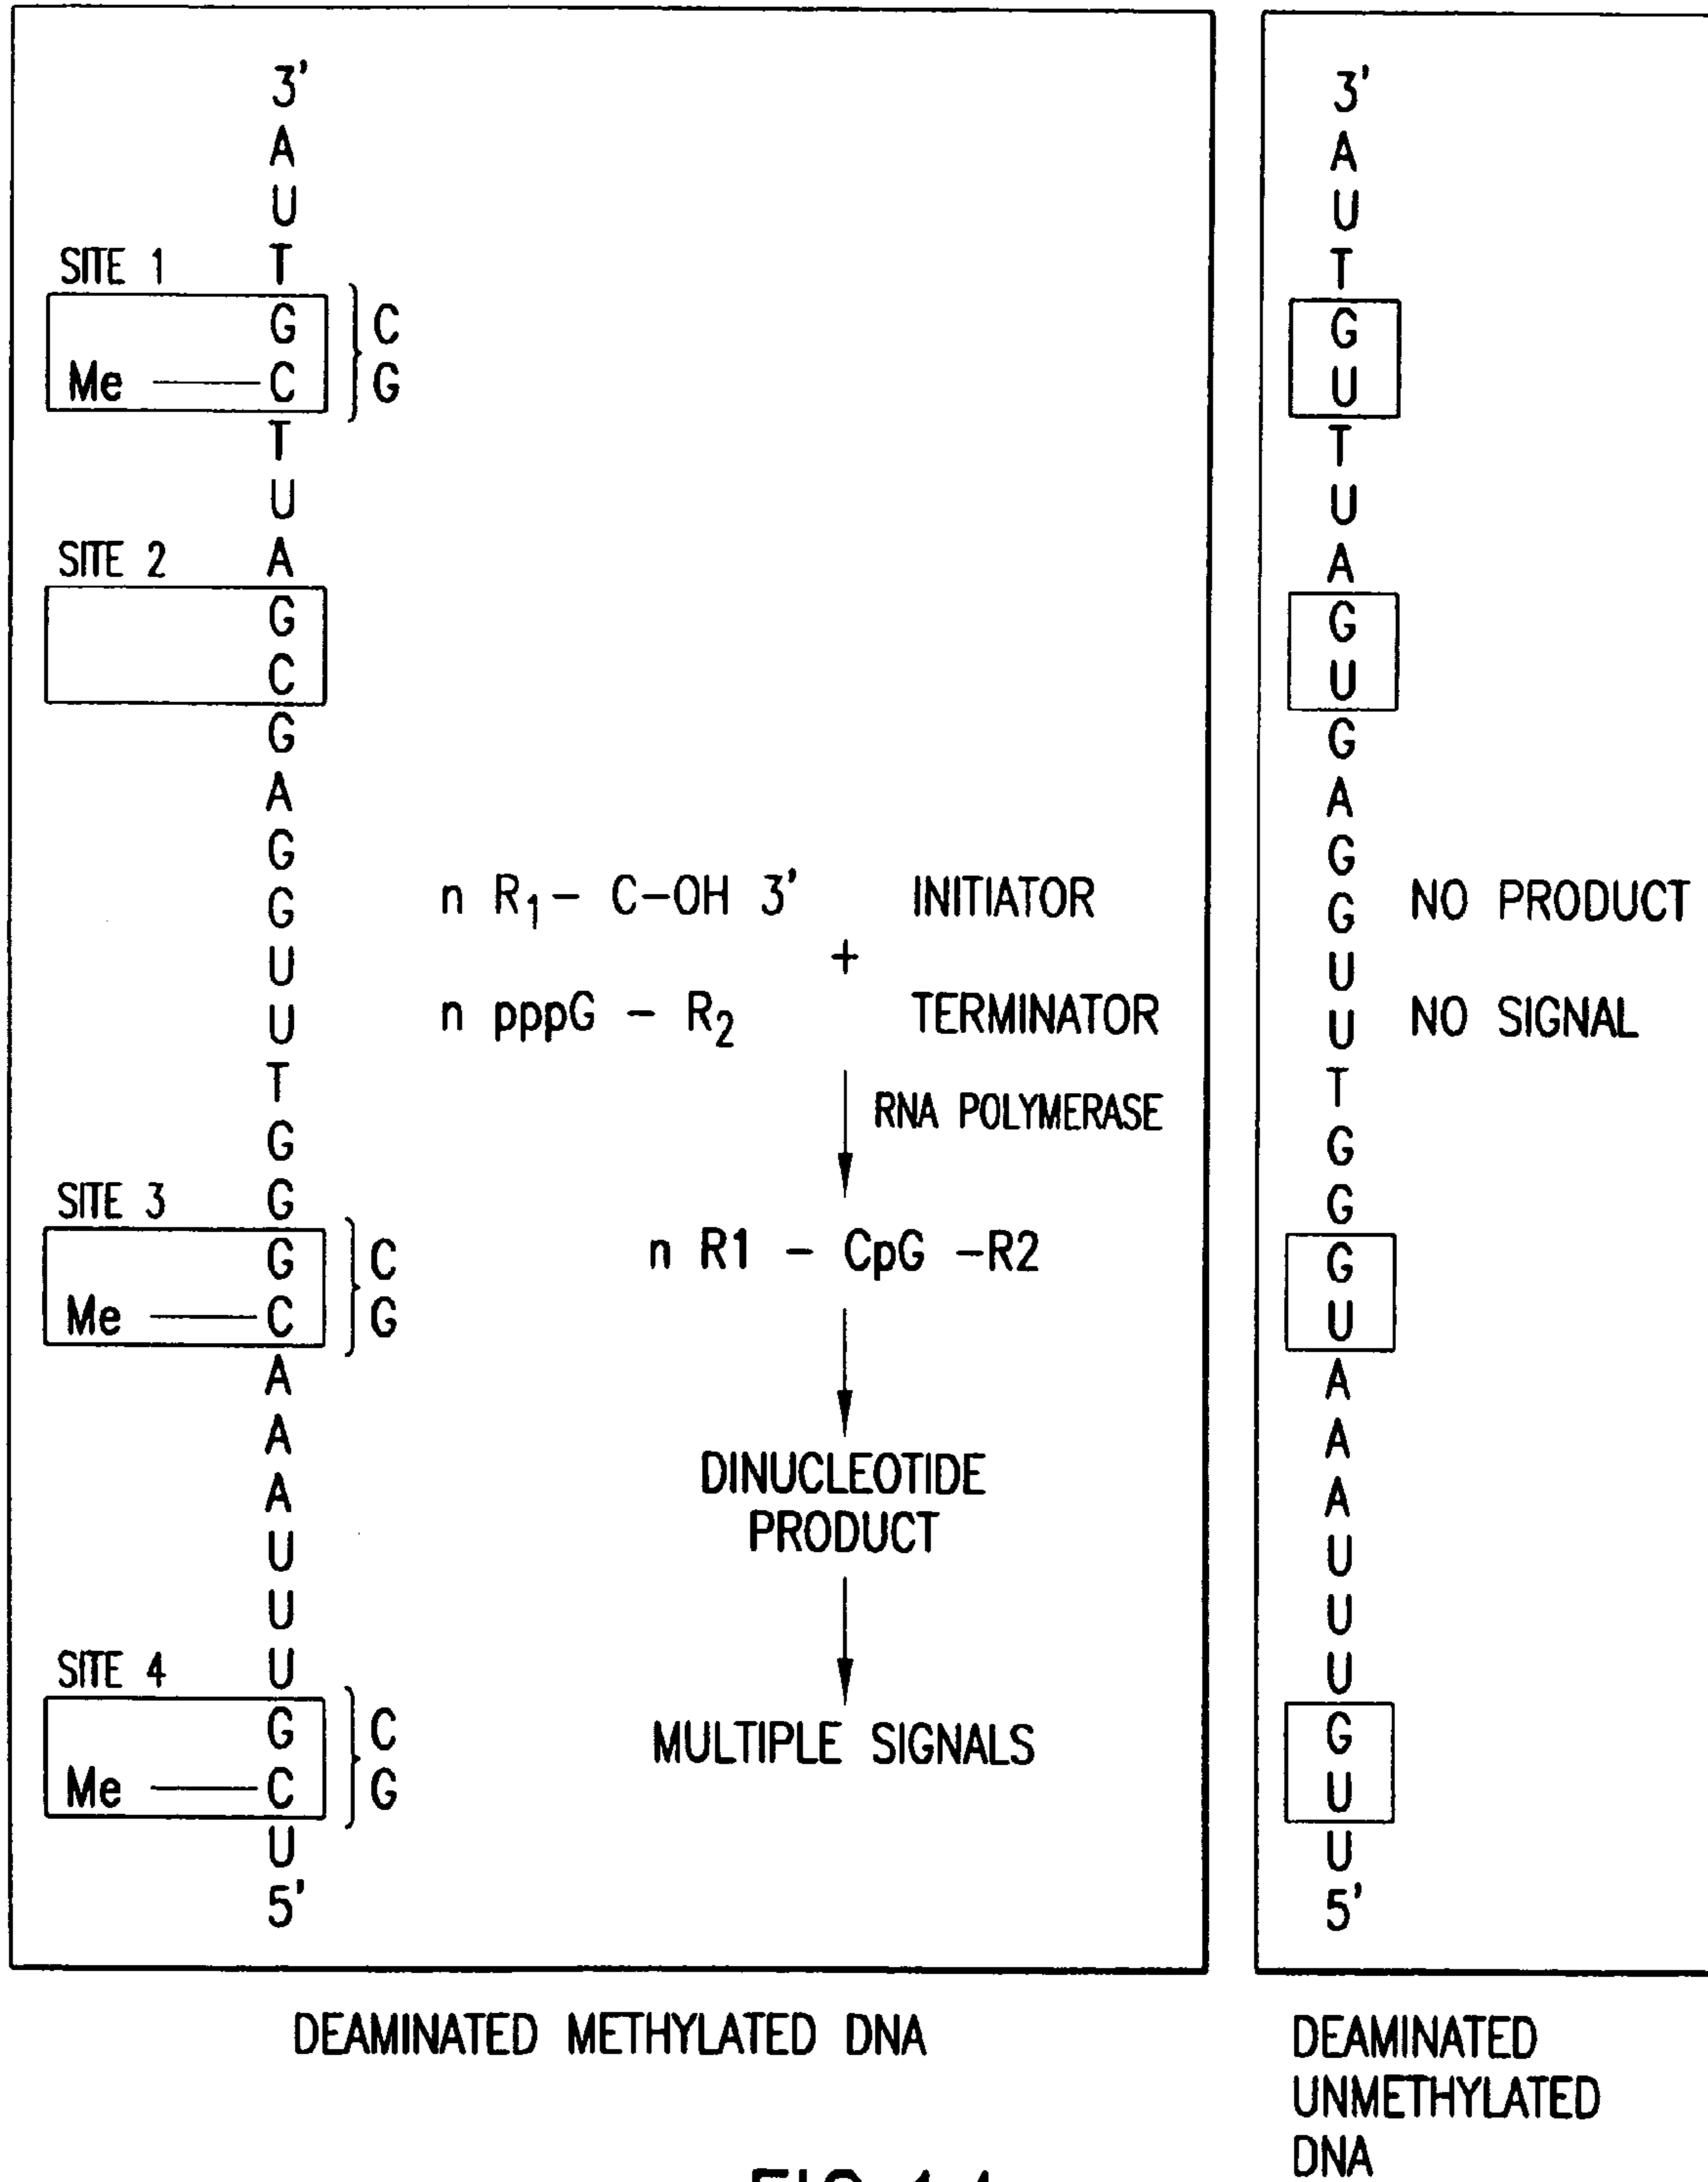 3'
A
U
SITE 1 T
G C
Me — C G
T
U
SITE 2 A
G
C
G
A
G
G
U
U
T
G
SITE 3 G
G C
Me — C G
A
A
A
U
U
SITE 4 U
G C
Me — C G
U
5'
n R₁– C–OH 3' INITIATOR
+
n pppG – R₂ TERMINATOR
RNA POLYMERASE
n R1 – CpG –R2
DINUCLEOTIDE
PRODUCT
MULTIPLE SIGNALS
DEAMINATED METHYLATED DNA
3'
A
U
T
G
U
T
U
A
G
U
G
A
G
G
U
U
T
G
G
G
U
A
A
A
U
U
U
G
U
U
5'
NO PRODUCT
NO SIGNAL
DEAMINATED
UNMETHYLATED
DNA